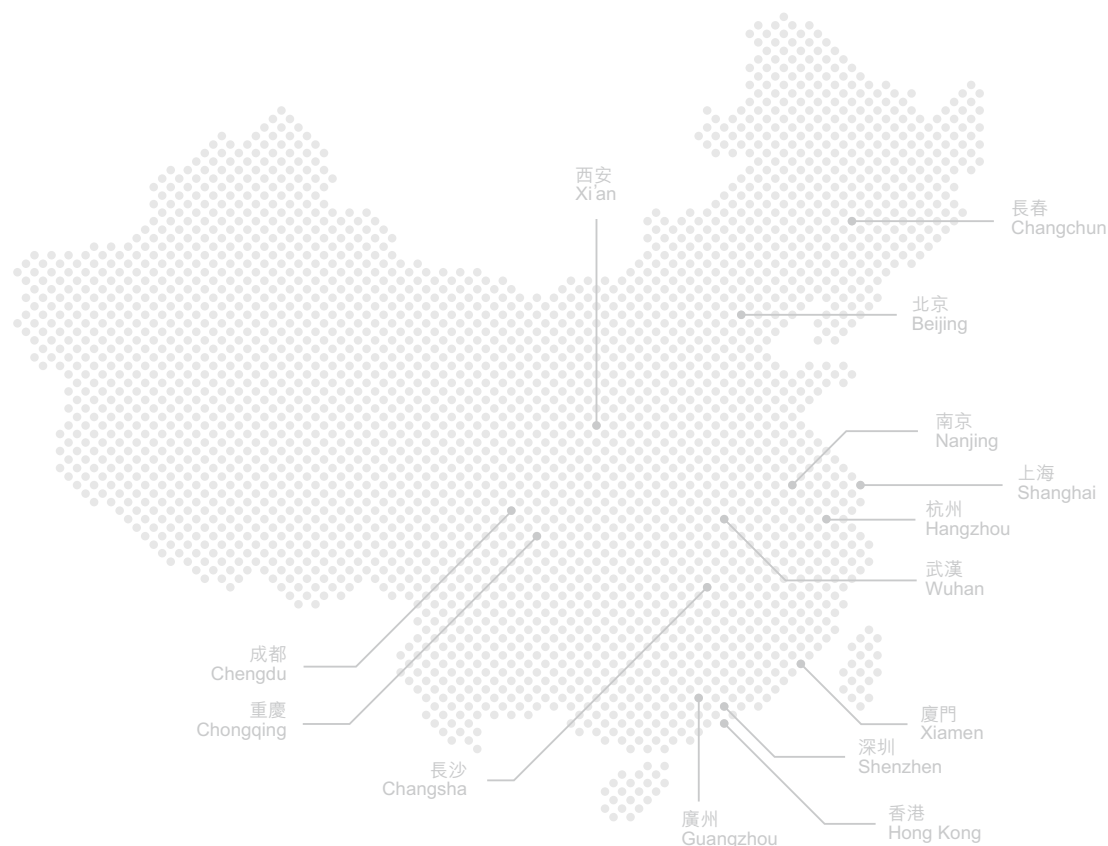 西安
Xi'an
長春
Changchun
北京
Beijing
南京
Nanjing
上海
Shanghai
杭州
Hangzhou
武漢
Wuhan
成都
Chengdu
重慶
Chongqing
廈門
Xiamen
深圳
Shenzhen
長沙
Changsha
香港
Hong Kong
廣州
Guangzhou